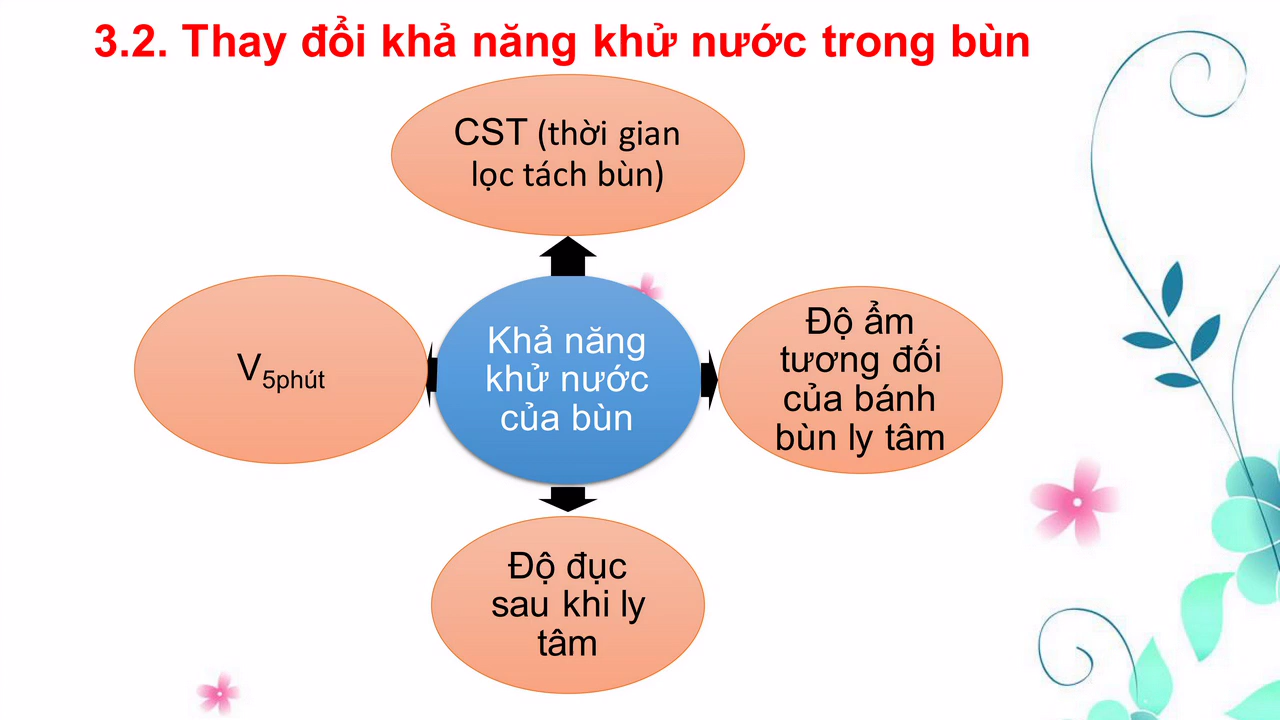 3.2. Thay đổi khả năng khử nước trong bùn
CST (thời gian
lọc tách bùn)
V5phút
Khả năng
khử nước
của bùn
Độ ẩm
tương đối
của bánh
bùn ly tâm
Độ đục
sau khi ly
tâm